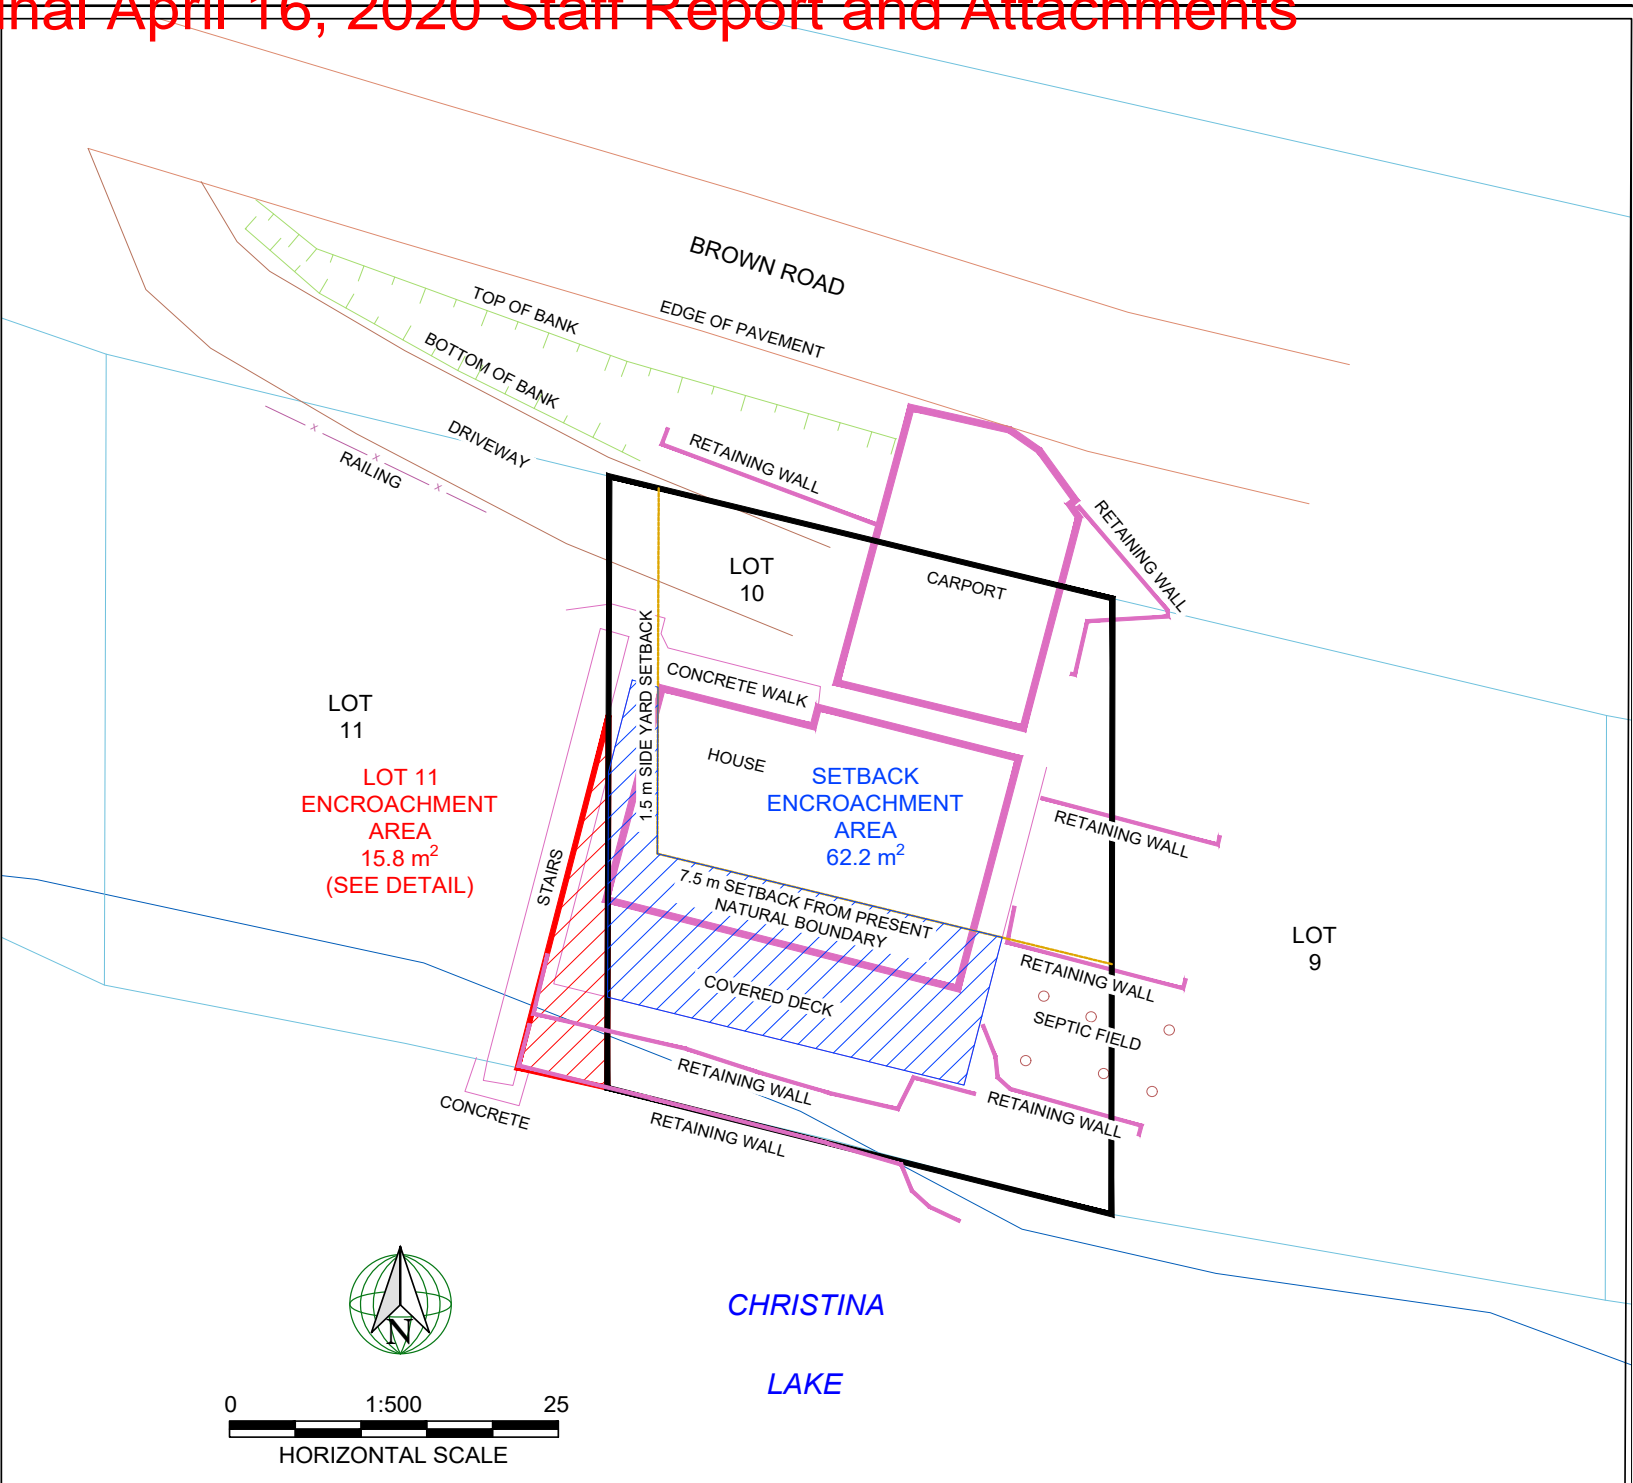 nal April 16, 2020 Staff Report and Attachments
BROWN ROAD
TOP OF BANK
EDGE OF PAVEMENT
BOTTOM OF BANK
DRIVEWAY
RAILING
RETAINING WALL
RETAINING WALL
LOT
10
CARPORT
1.5 m SIDE YARD SETBACK
CONCRETE WALK
LOT
11
HOUSE
LOT 11
ENCROACHMENT
AREA
15.8 m²
(SEE DETAIL)
SETBACK
ENCROACHMENT
AREA
62.2 m²
RETAINING WALL
STAIRS
7.5 m SETBACK FROM PRESENT
NATURAL BOUNDARY
LOT
9
RETAINING WALL
COVERED DECK
SEPTIC FIELD
RETAINING WALL
RETAINING WALL
CONCRETE
RETAINING WALL
N
CHRISTINA
LAKE
0 1:500 25
HORIZONTAL SCALE